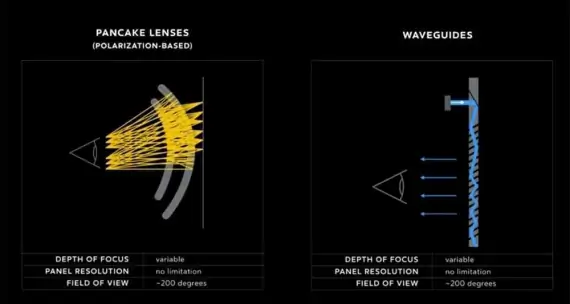 PANCAKE LENSES
(POLARIZATION-BASED)
DEPTH OF FOCUS variable
PANEL RESOLUTION no limitation
FIELD OF VIEW ~200 degrees
WAVEGUIDES
DEPTH OF FOCUS variable
PANEL RESOLUTION no limitation
FIELD OF VIEW ~200 degrees